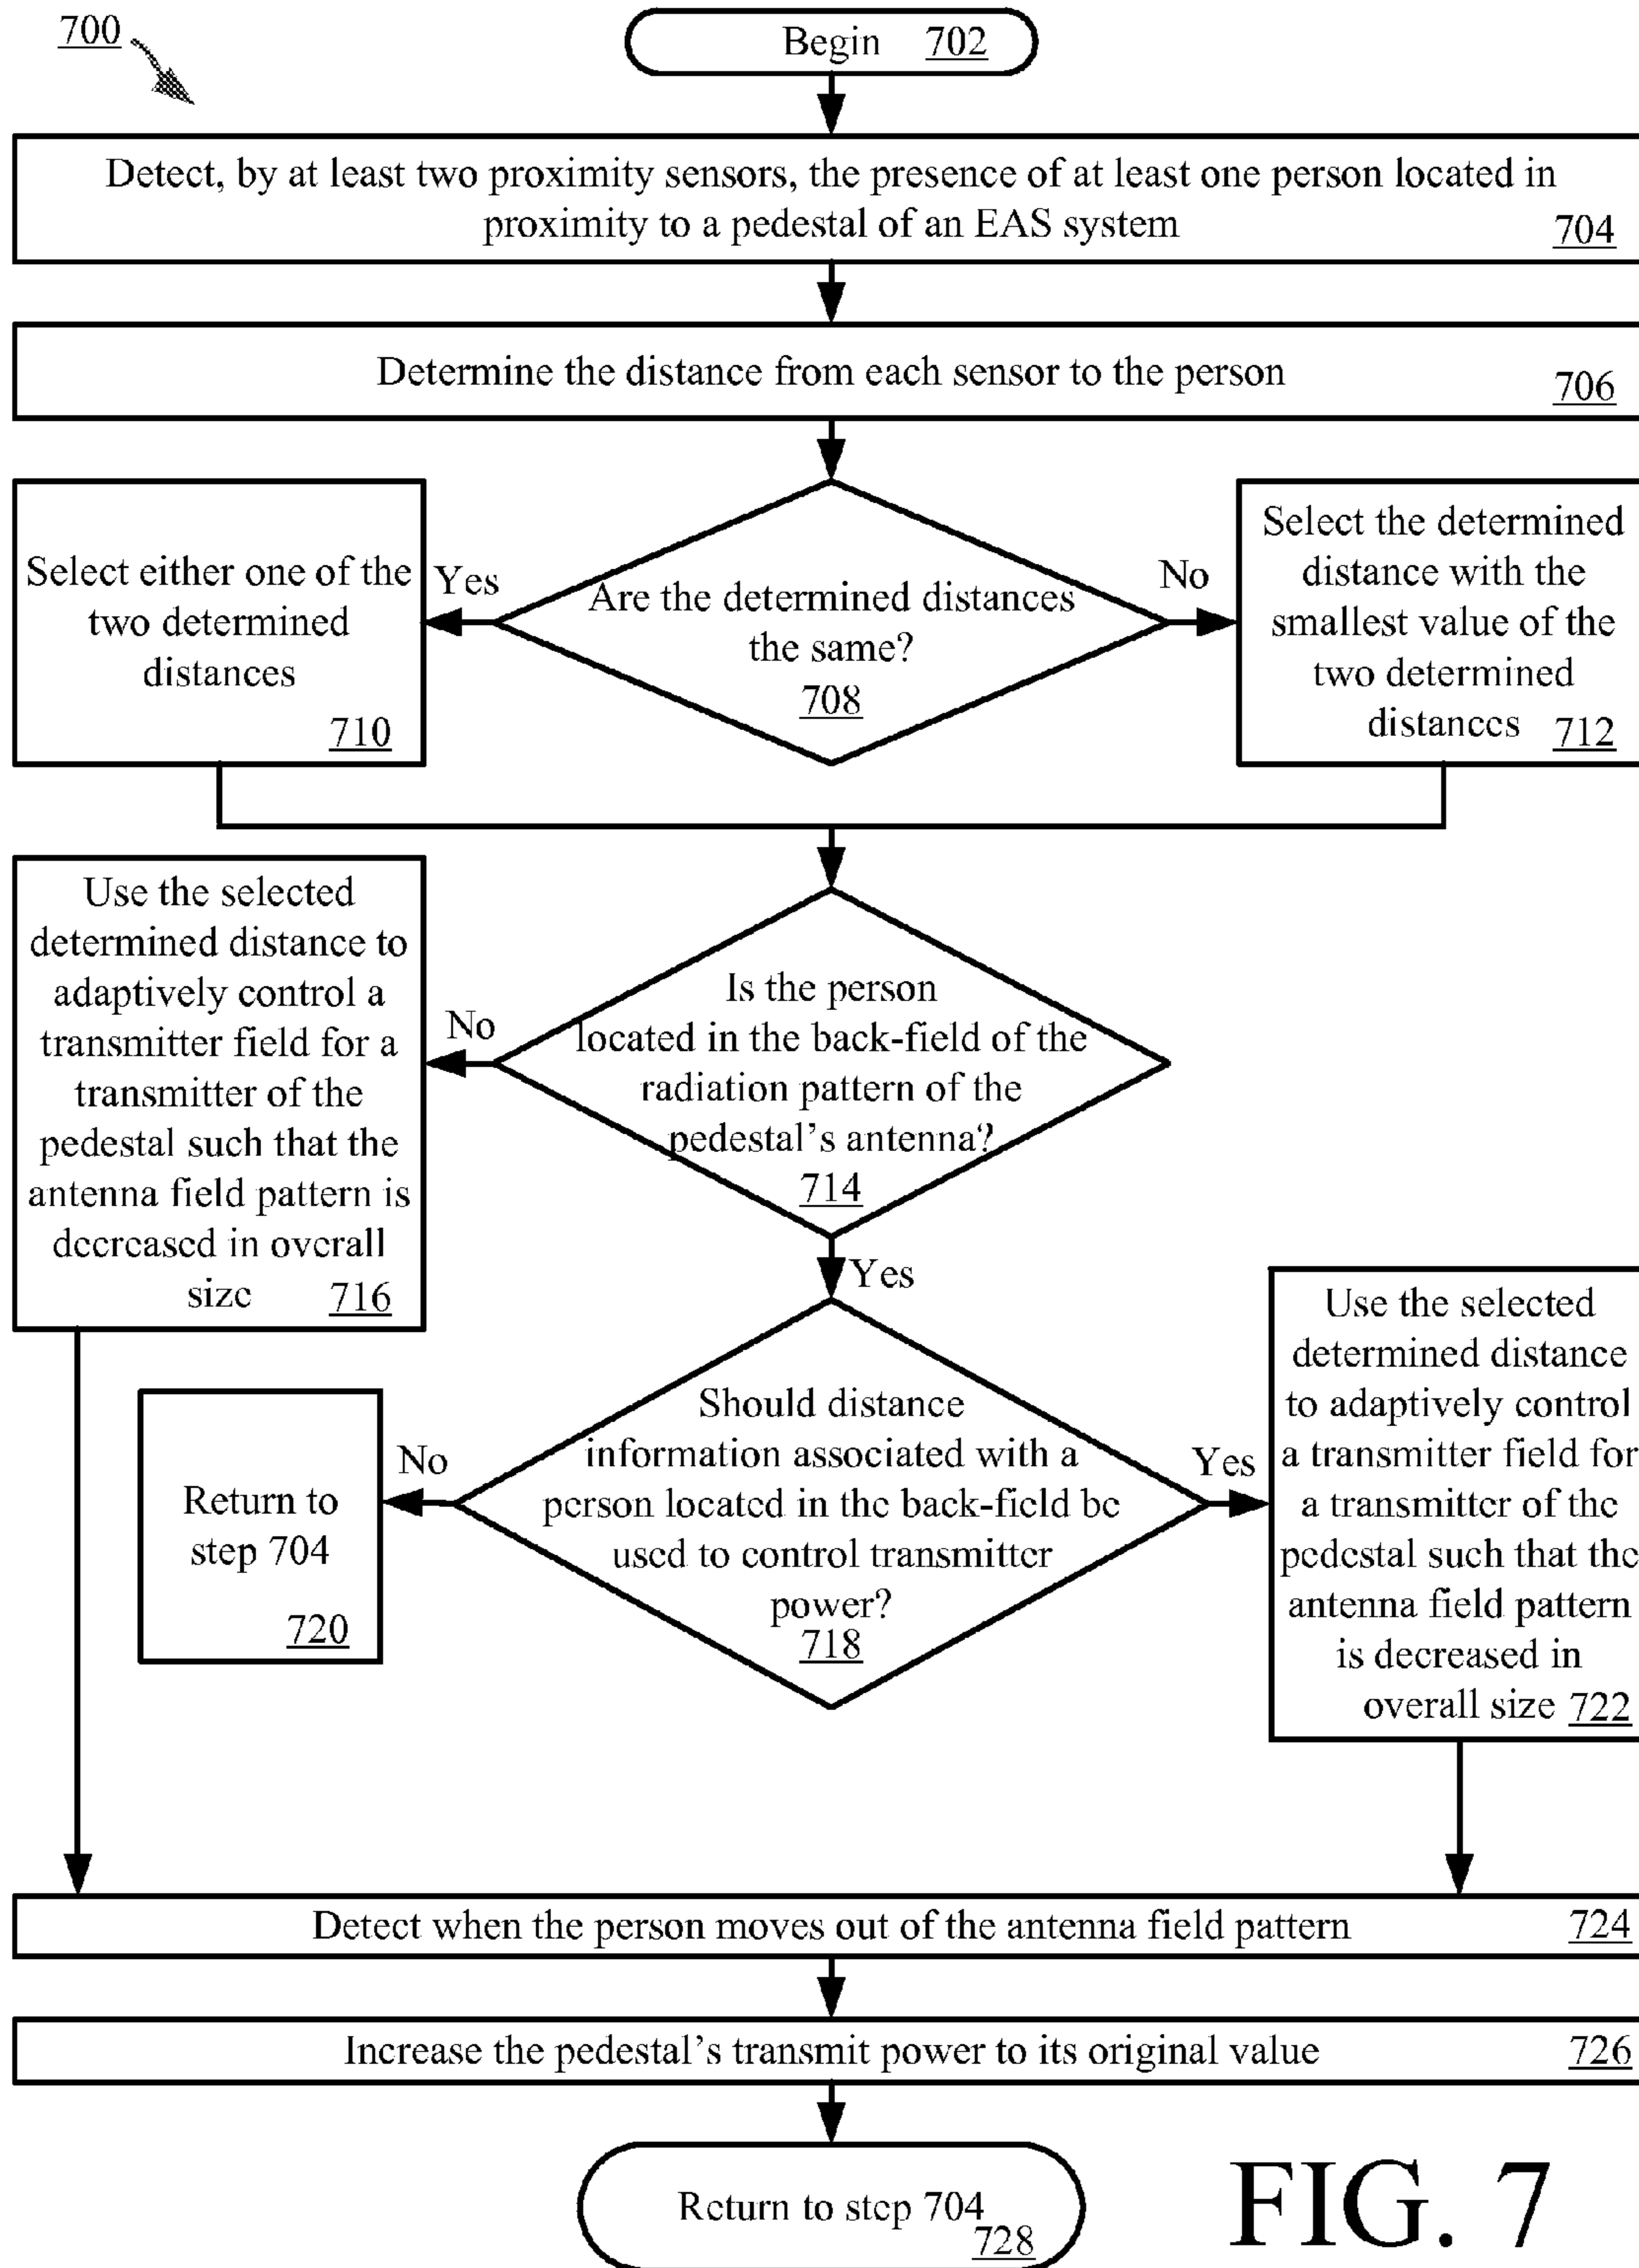 700
Begin 702
Detect, by at least two proximity sensors, the presence of at least one person located in
proximity to a pedestal of an EAS system
704
Determine the distance from each sensor to the person
706
Select either one of the
two determined
distances
710
Yes
Are the determined distances
the same?
708
No
Select the determined
distance with the
smallest value of the
two determined
distances 712
Use the selected
determined distance to
adaptively control a
transmitter field for a
transmitter of the
pedestal such that the
antenna field pattern is
decreased in overall
size 716
No
Is the person
located in the back-field of the
radiation pattern of the
pedestal's antenna?
714
Yes
Return to
step 704
720
No
Should distance
information associated with a
person located in the back-field be
used to control transmitter
power?
718
Yes
Use the selected
determined distance
to adaptively control
a transmitter field for
a transmitter of the
pedestal such that the
antenna field pattern
is decreased in
overall size 722
Detect when the person moves out of the antenna field pattern 724
Increase the pedestal's transmit power to its original value 726
Return to step 704
728
FIG. 7